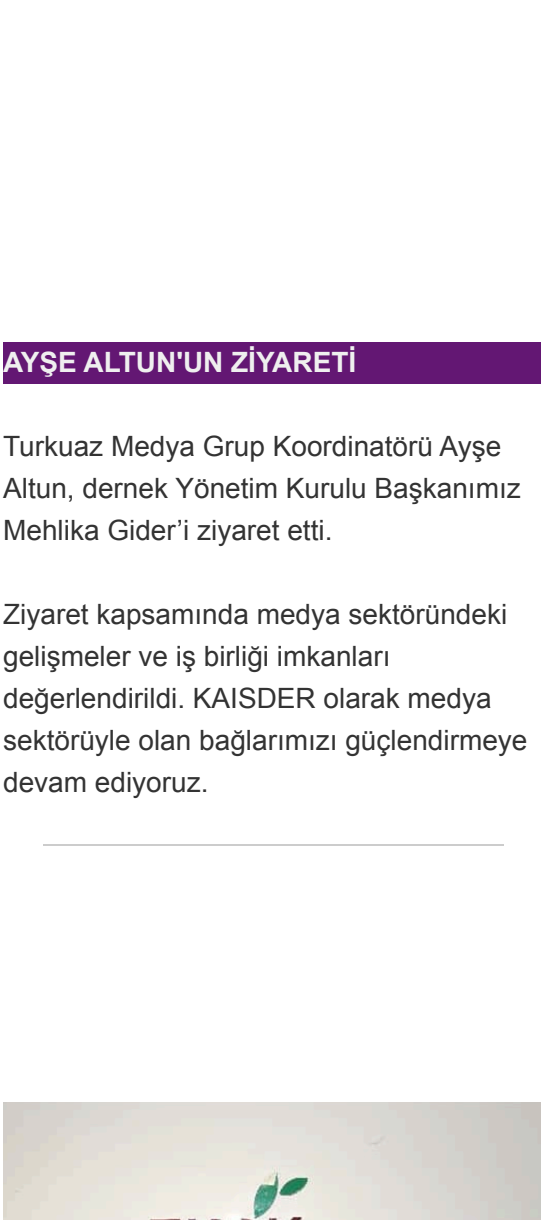 AYŞE ALTUN'UN ZİYARETİ
Turkuaz Medya Grup Koordinatörü Ayşe
Altun, dernek Yönetim Kurulu Başkanımız
Mehlika Gider’i ziyaret etti.
Ziyaret kapsamında medya sektöründeki
gelişmeler ve iş birliği imkanları
değerlendirildi. KAISDER olarak medya
sektörüyle olan bağlarımızı güçlendirmeye
devam ediyoruz.